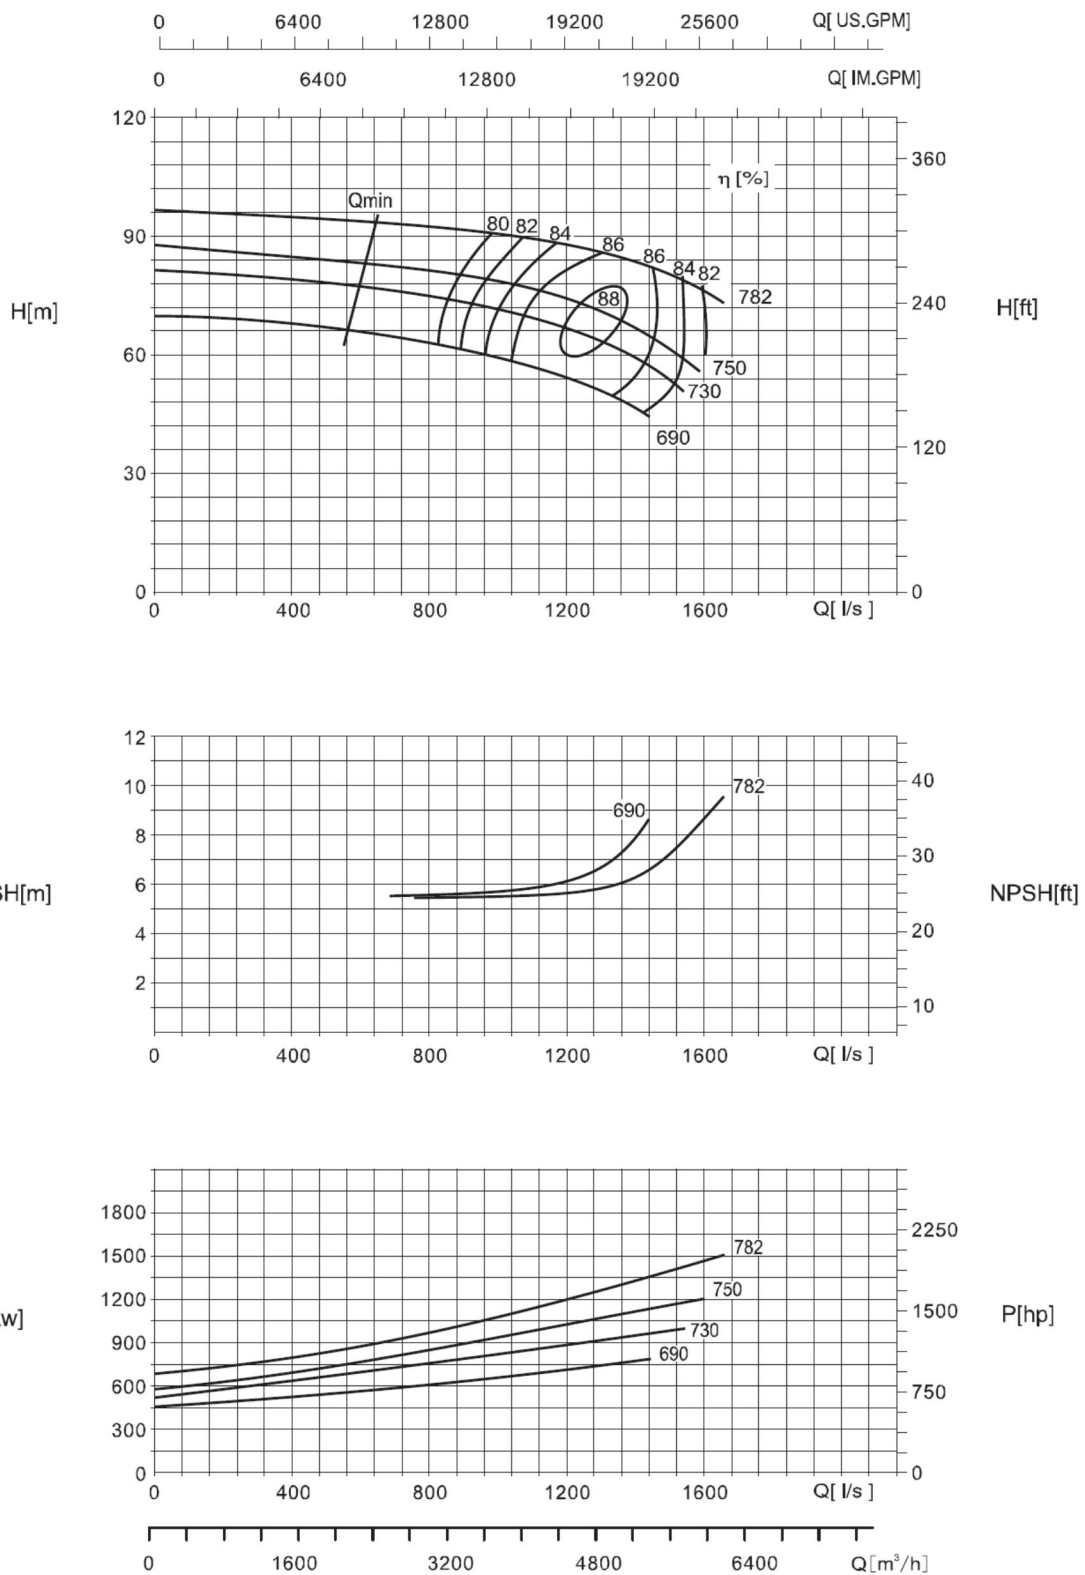 0 6400 12800 19200 25600 Q[ US.GPM]
0 6400 12800 19200 Q[ IM.GPM]
120
360
η [%]
Qmin
80 82 84 86 86 84 82
90
88
782
240
H[m]
H[ft]
60
750
730
690
120
30
0
0
0 400 800 1200 1600 Q[ l/s ]
12
40
10
782
690
8
30
6
SH[m]
NPSH[ft]
4
20
2
10
0 400 800 1200 1600 Q[ l/s ]
1800
2250
782
1500
750
1200
1500
w]
P[hp]
730
900
690
600
750
300
0
0
0 400 800 1200 1600 Q[ l/s ]
0 1600 3200 4800 6400 Q[m³/h]